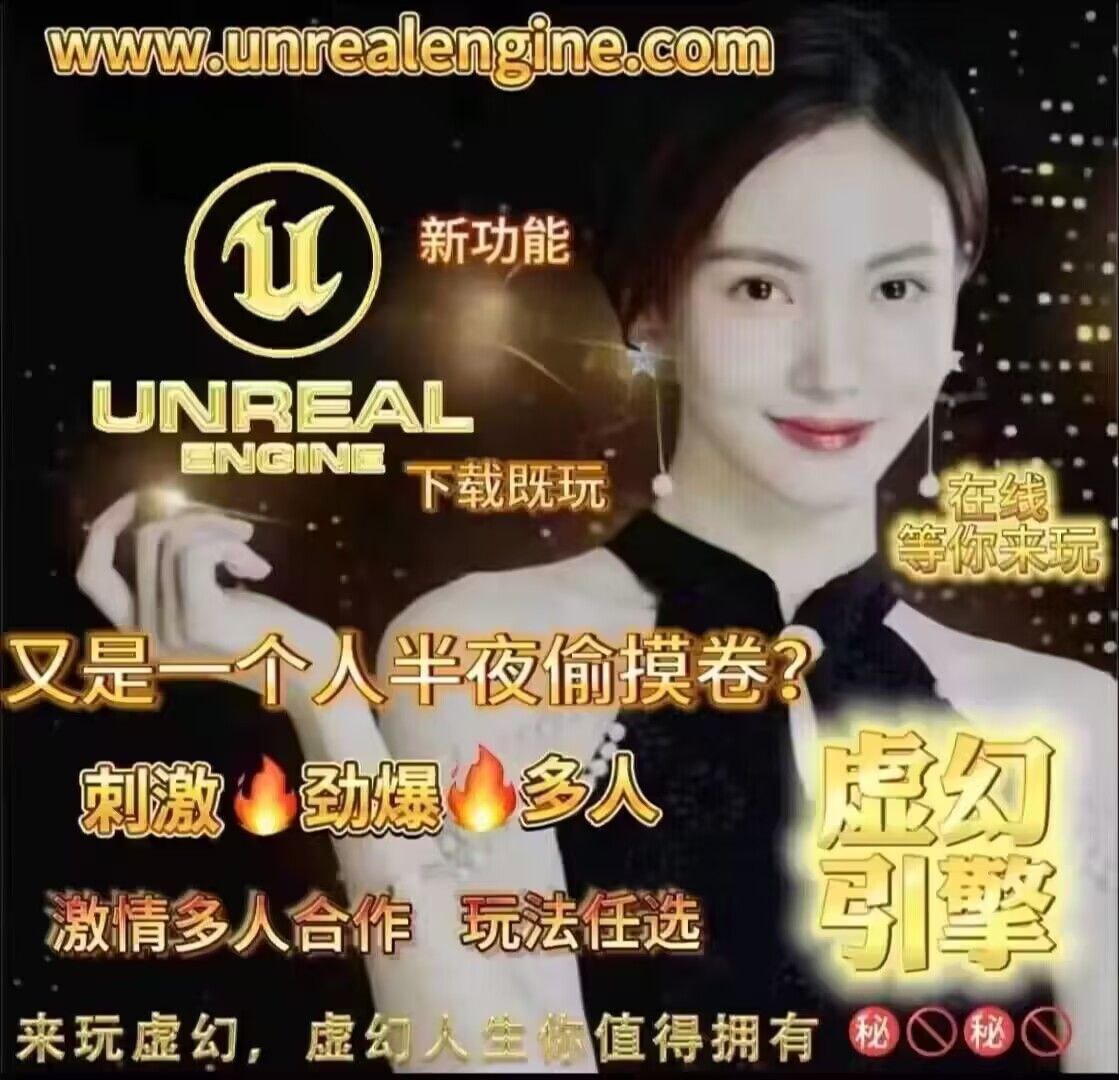 www.unrealengine.com
新功能
UNREAL
ENGINE
下载既玩
在线
等你来玩
又是一个人半夜偷摸卷?
刺激🔥劲爆🔥多人
激情多人合作 玩法任选
虚幻
引擎
来玩虚幻，虚幻人生你值得拥有 ㊙🚫㊙🚫